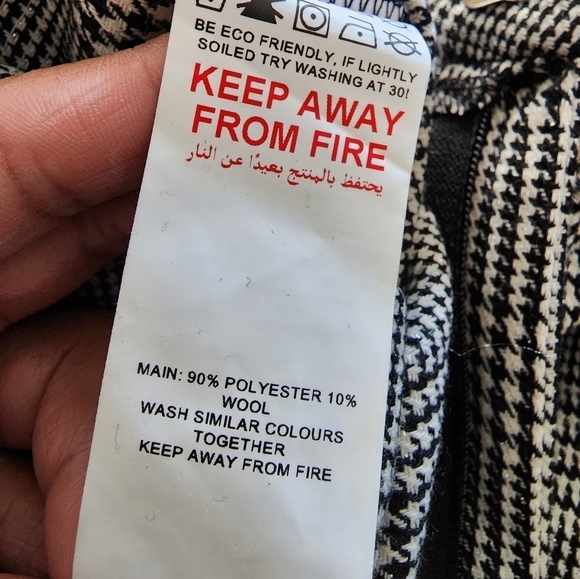 BE ECO FRIENDLY, IF LIGHTLY
SOILED TRY WASHING AT 30!
KEEP AWAY
FROM FIRE
يحتفظ بالمنتج بعيدًا عن النار
MAIN: 90% POLYESTER 10%
WOOL
WASH SIMILAR COLOURS
TOGETHER
KEEP AWAY FROM FIRE